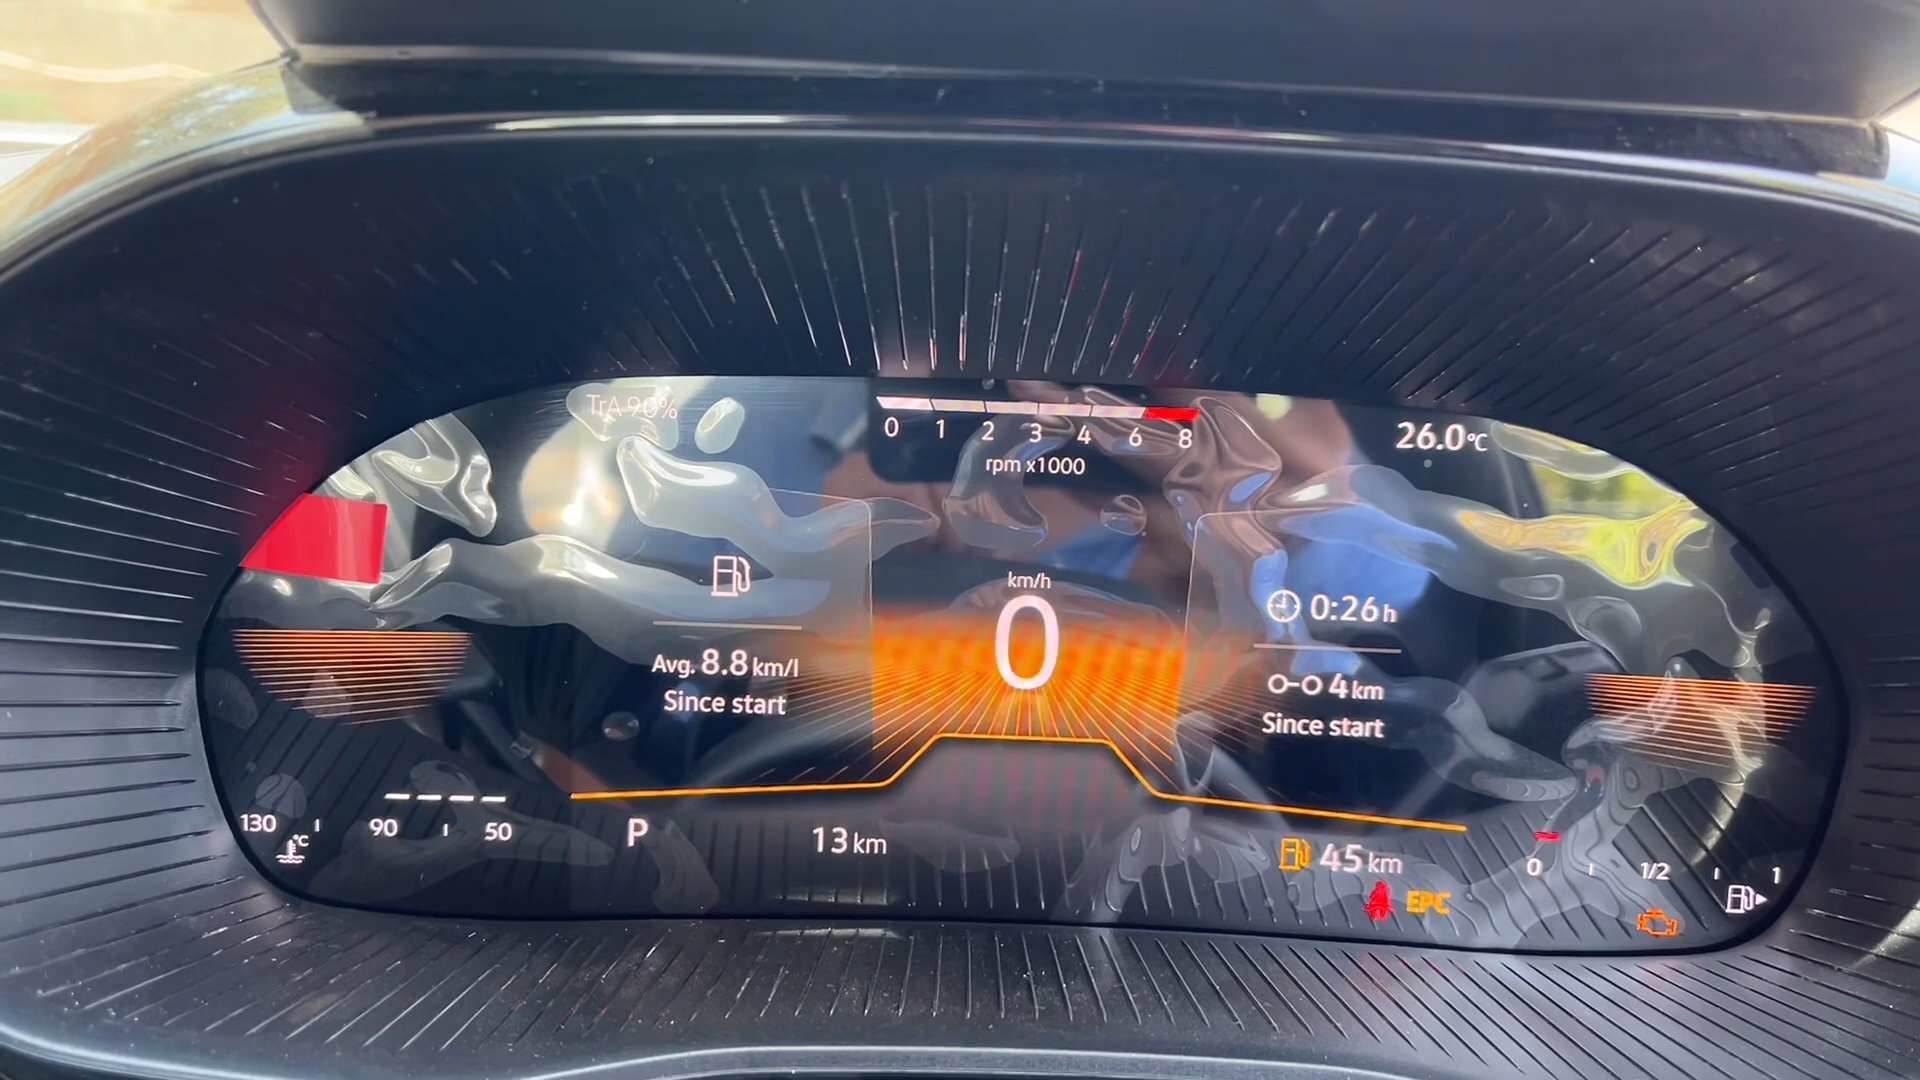 TrA 90%
0 1 2 3 4 6 8
rpm x1000
26.0°C
km/h
0
Avg. 8.8 km/l
Since start
0:26 h
4 km
Since start
130 90 50
°C
P
13 km
45 km
EPC
0 1/2 1